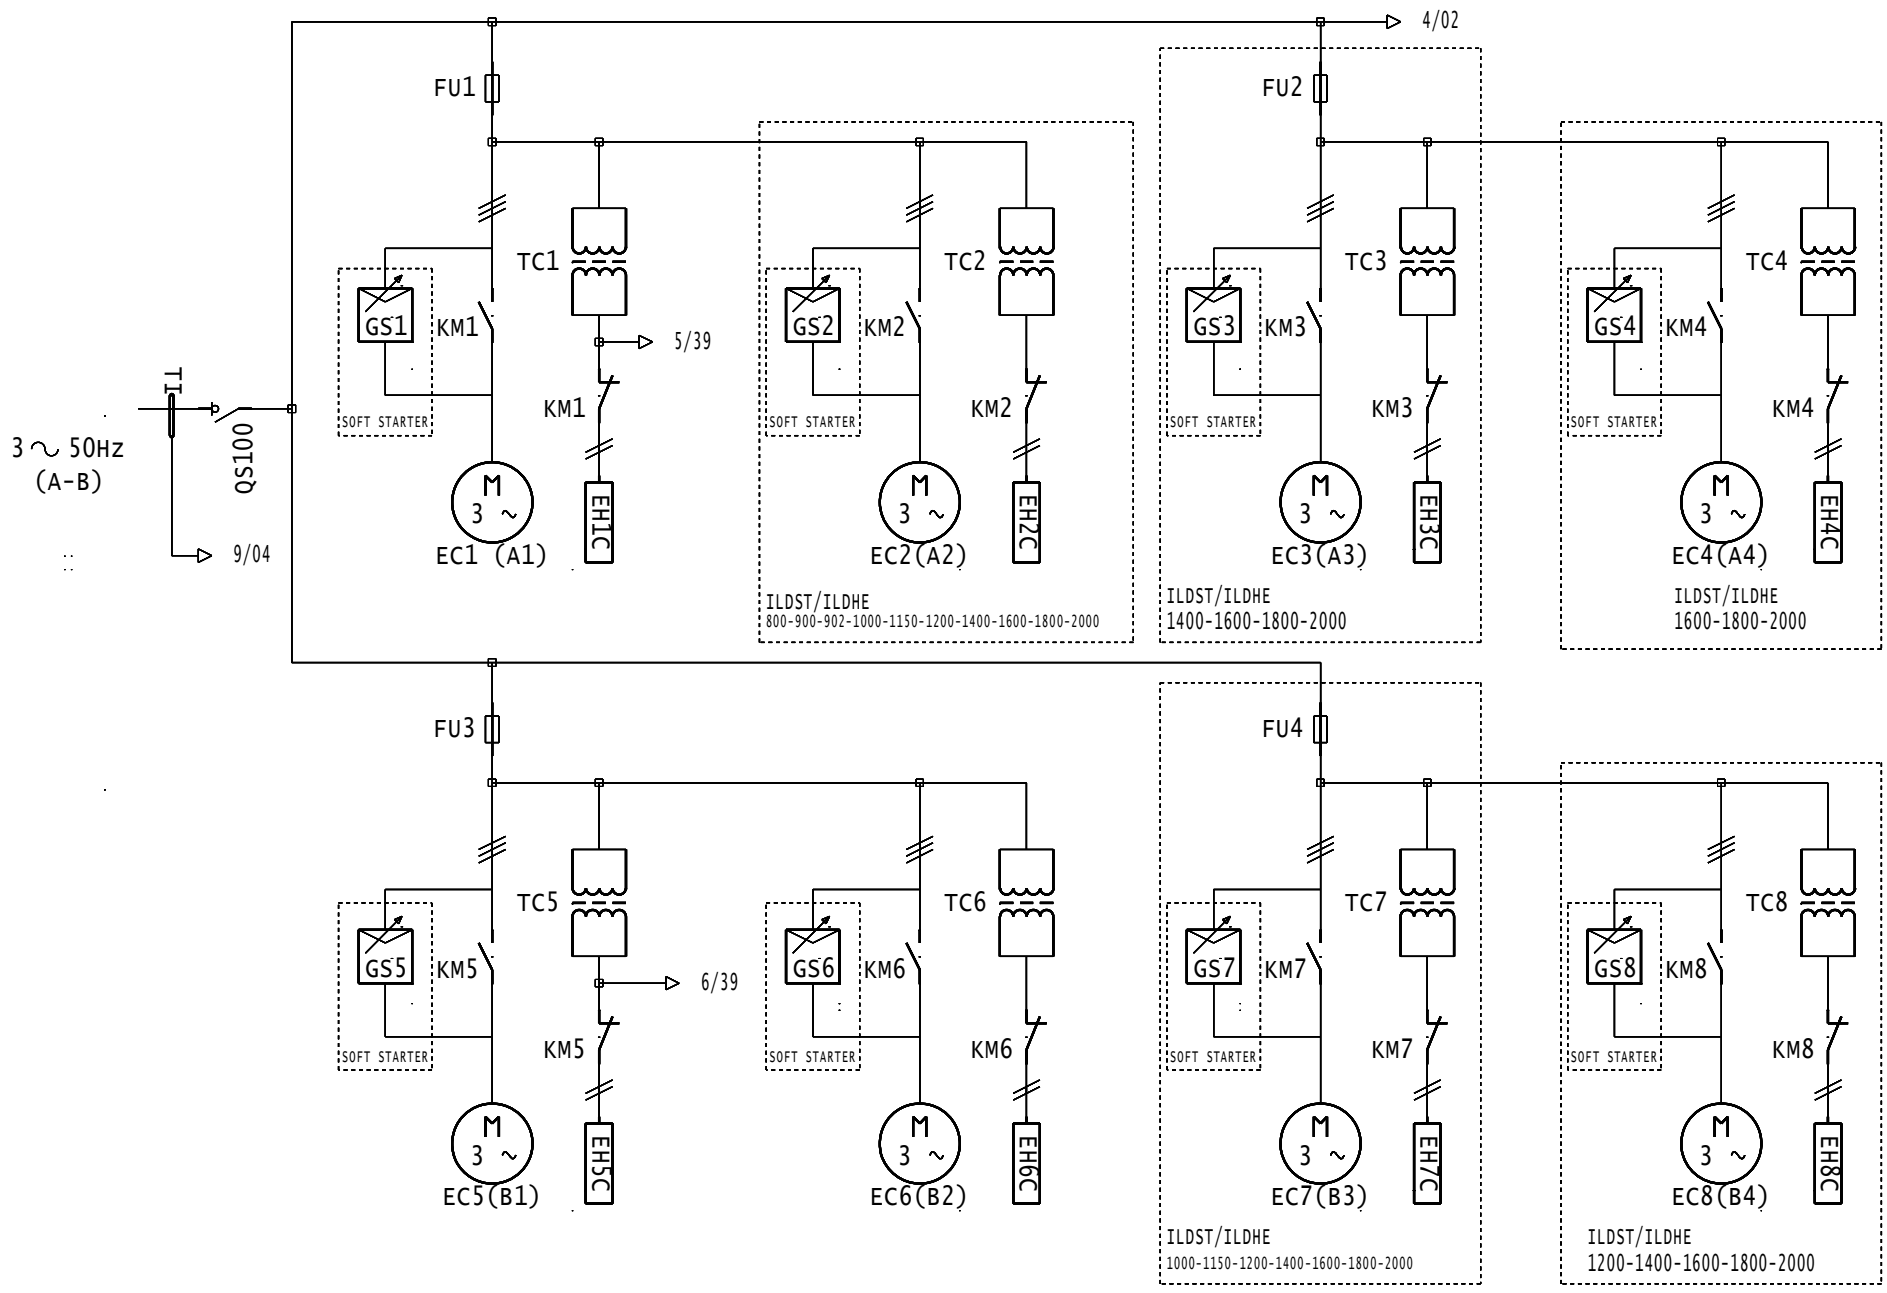 4/02
FU1
FU2
TC1
TC2
TC3
TC4
GS1
KM1
GS2
KM2
GS3
KM3
GS4
KM4
5/39
TI
KM1
KM2
KM3
KM4
SOFT STARTER
SOFT STARTER
SOFT STARTER
SOFT STARTER
3 ~ 50Hz
(A-B)
QS100
9/04
M
3 ~
EC1 (A1)
EH1C
M
3 ~
EC2(A2)
EH2C
M
3 ~
EC3(A3)
EH3C
M
3 ~
EC4(A4)
EH4C
ILDST/ILDHE
800-900-902-1000-1150-1200-1400-1600-1800-2000
ILDST/ILDHE
1400-1600-1800-2000
ILDST/ILDHE
1600-1800-2000
FU3
FU4
TC5
TC6
TC7
TC8
GS5
KM5
GS6
KM6
GS7
KM7
GS8
KM8
6/39
KM5
KM6
KM7
KM8
SOFT STARTER
SOFT STARTER
SOFT STARTER
SOFT STARTER
M
3 ~
EC5(B1)
EH5C
M
3 ~
EC6(B2)
EH6C
M
3 ~
EC7(B3)
EH7C
M
3 ~
EC8(B4)
EH8C
ILDST/ILDHE
1000-1150-1200-1400-1600-1800-2000
ILDST/ILDHE
1200-1400-1600-1800-2000